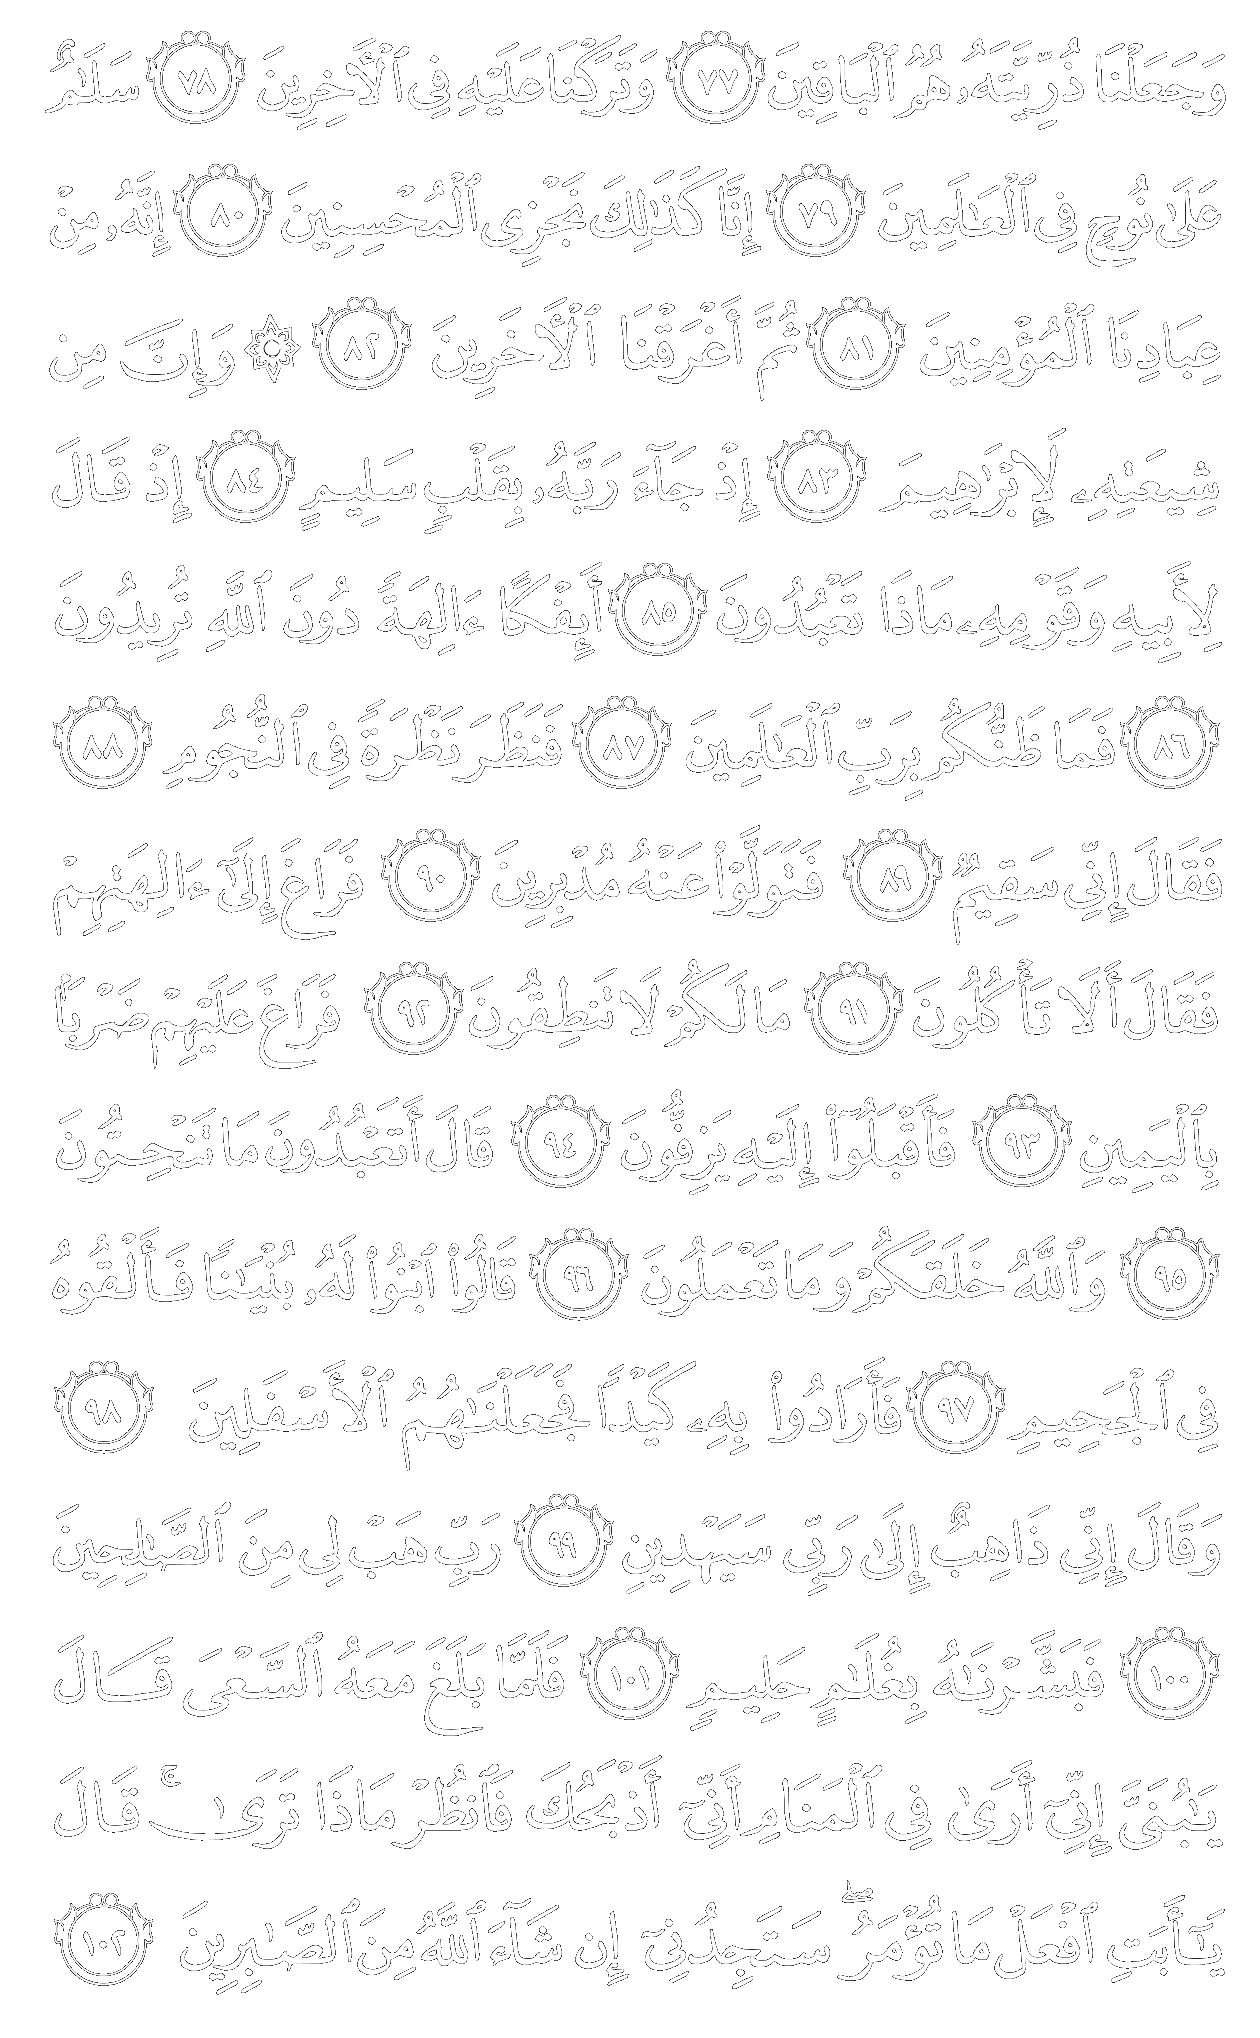 وَجَعَلْنَا ذُرِّيَّتَهُۥ هُمُ ٱلْبَاقِينَ ٧٧ وَتَرَكْنَا عَلَيْهِ فِى ٱلْأَخِرِينَ ٧٨ سَلَٰمٌ
عَلَىٰ نُوحٍ فِى ٱلْعَٰلَمِينَ ٧٩ إِنَّا كَذَٰلِكَ نَجْزِى ٱلْمُحْسِنِينَ ٨٠ إِنَّهُۥ مِنْ
عِبَادِنَا ٱلْمُؤْمِنِينَ ٨١ ثُمَّ أَغْرَقْنَا ٱلْأَخَرِينَ ٨٢ ۞ وَإِنَّ مِن
شِيعَتِهِۦ لَإِبْرَٰهِيمَ ٨٣ إِذْ جَآءَ رَبَّهُۥ بِقَلْبٍ سَلِيمٍ ٨٤ إِذْ قَالَ
لِأَبِيهِ وَقَوْمِهِۦ مَاذَا تَعْبُدُونَ ٨٥ أَئِفْكًا ءَالِهَةً دُونَ ٱللَّهِ تُرِيدُونَ
٨٦ فَمَا ظَنُّكُم بِرَبِّ ٱلْعَٰلَمِينَ ٨٧ فَنَظَرَ نَظْرَةً فِى ٱلنُّجُومِ ٨٨
فَقَالَ إِنِّى سَقِيمٌ ٨٩ فَتَوَلَّوْا۟ عَنْهُ مُدْبِرِينَ ٩٠ فَرَاغَ إِلَىٰٓ ءَالِهَتِهِمْ
فَقَالَ أَلَا تَأْكُلُونَ ٩١ مَا لَكُمْ لَا تَنطِقُونَ ٩٢ فَرَاغَ عَلَيْهِمْ ضَرْبًۢا
بِٱلْيَمِينِ ٩٣ فَأَقْبَلُوٓا۟ إِلَيْهِ يَزِفُّونَ ٩٤ قَالَ أَتَعْبُدُونَ مَا تَنْحِتُونَ
٩٥ وَٱللَّهُ خَلَقَكُمْ وَمَا تَعْمَلُونَ ٩٦ قَالُوا۟ ٱبْنُوا۟ لَهُۥ بُنْيَٰنًا فَأَلْقُوهُ
فِى ٱلْجَحِيمِ ٩٧ فَأَرَادُوا۟ بِهِۦ كَيْدًا فَجَعَلْنَٰهُمُ ٱلْأَسْفَلِينَ ٩٨
وَقَالَ إِنِّى ذَاهِبٌ إِلَىٰ رَبِّى سَيَهْدِينِ ٩٩ رَبِّ هَبْ لِى مِنَ ٱلصَّٰلِحِينَ
١٠٠ فَبَشَّرْنَٰهُ بِغُلَٰمٍ حَلِيمٍ ١٠١ فَلَمَّا بَلَغَ مَعَهُ ٱلسَّعْىَ قَالَ
يَٰبُنَىَّ إِنِّىٓ أَرَىٰ فِى ٱلْمَنَامِ أَنِّىٓ أَذْبَحُكَ فَٱنظُرْ مَاذَا تَرَىٰ ۚ قَالَ
يَٰٓأَبَتِ ٱفْعَلْ مَا تُؤْمَرُ ۖ سَتَجِدُنِىٓ إِن شَآءَ ٱللَّهُ مِنَ ٱلصَّٰبِرِينَ ١٠٢